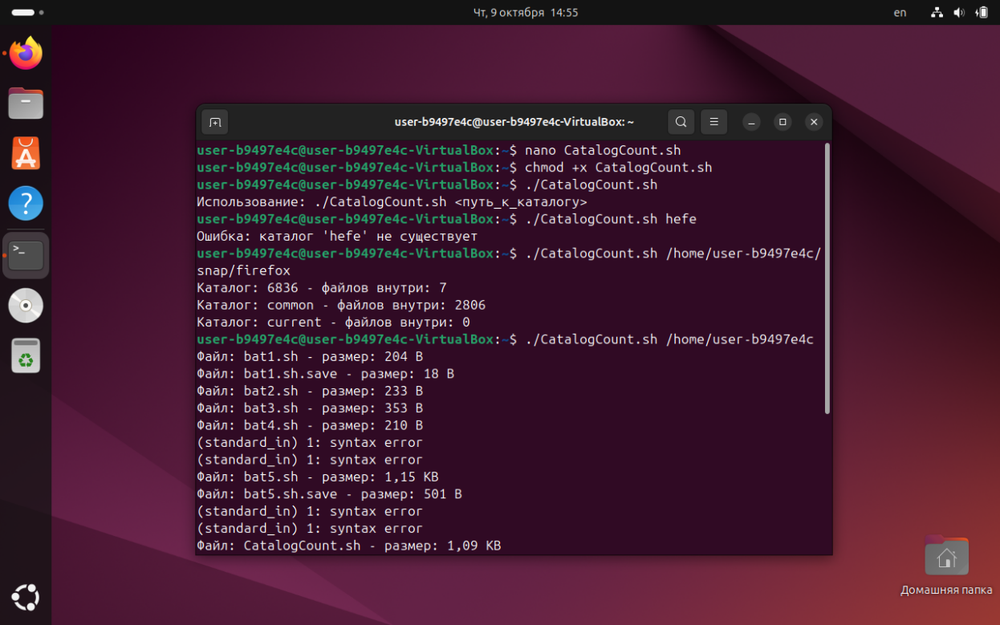 Чт, 9 октября 14:55
en
user-b9497e4c@user-b9497e4c-VirtualBox: ~
user-b9497e4c@user-b9497e4c-VirtualBox:~$ nano CatalogCount.sh
user-b9497e4c@user-b9497e4c-VirtualBox:~$ chmod +x CatalogCount.sh
user-b9497e4c@user-b9497e4c-VirtualBox:~$ ./CatalogCount.sh
Использование: ./CatalogCount.sh <путь_к_каталогу>
user-b9497e4c@user-b9497e4c-VirtualBox:~$ ./CatalogCount.sh hefe
Ошибка: каталог 'hefe' не существует
user-b9497e4c@user-b9497e4c-VirtualBox:~$ ./CatalogCount.sh /home/user-b9497e4c/
snap/firefox
Каталог: 6836 - файлов внутри: 7
Каталог: common - файлов внутри: 2806
Каталог: current - файлов внутри: 0
user-b9497e4c@user-b9497e4c-VirtualBox:~$ ./CatalogCount.sh /home/user-b9497e4c
Файл: bat1.sh - размер: 204 B
Файл: bat1.sh.save - размер: 18 B
Файл: bat2.sh - размер: 233 B
Файл: bat3.sh - размер: 353 B
Файл: bat4.sh - размер: 210 B
(standard_in) 1: syntax error
(standard_in) 1: syntax error
Файл: bat5.sh - размер: 1,15 KB
Файл: bat5.sh.save - размер: 501 B
(standard_in) 1: syntax error
(standard_in) 1: syntax error
Файл: CatalogCount.sh - размер: 1,09 KB
Домашняя папка